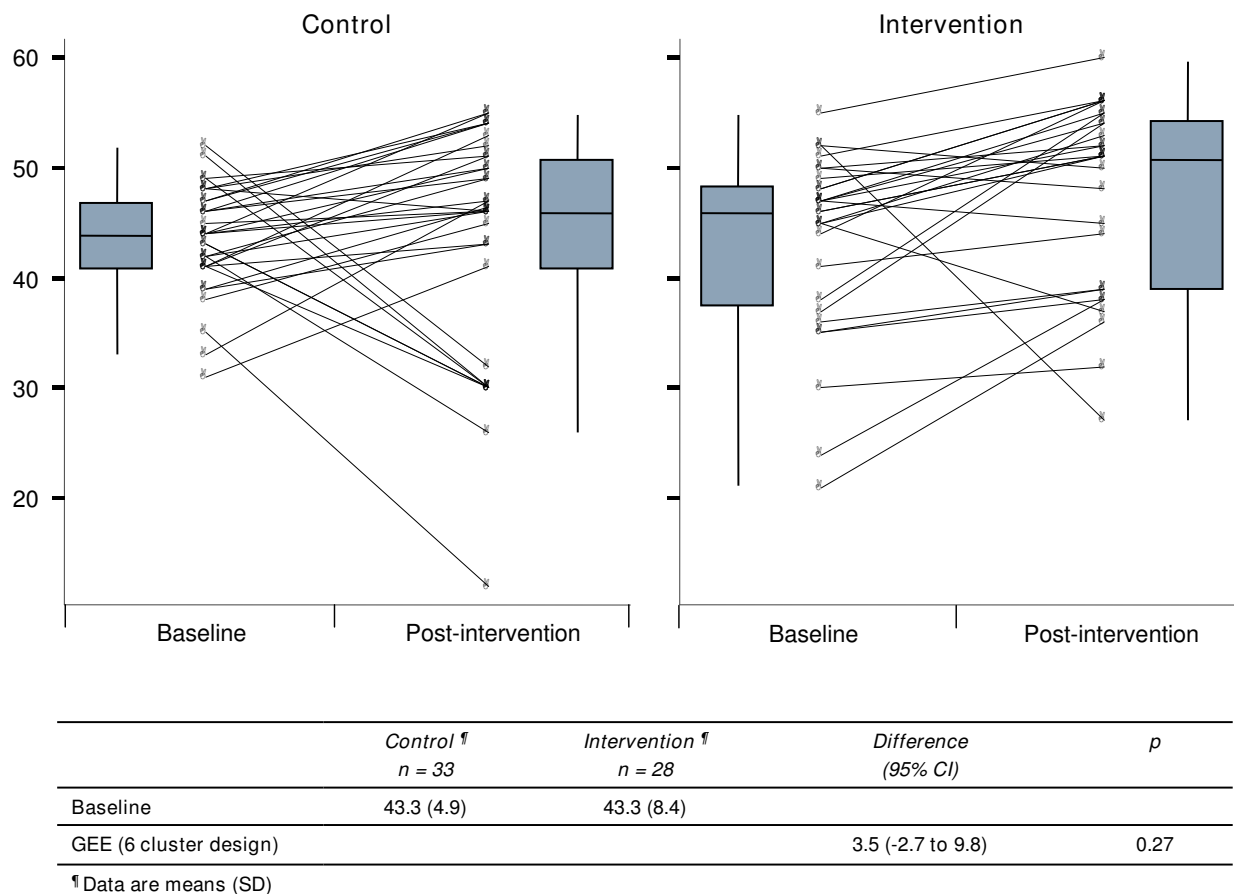 Control
Intervention
60
50
40
30
20
Baseline
Post-intervention
Baseline
Post-intervention
Control ¶ Intervention ¶ Difference p
n = 33 n = 28 (95% CI)
Baseline 43.3 (4.9) 43.3 (8.4)
GEE (6 cluster design) 3.5 (-2.7 to 9.8) 0.27
¶ Data are means (SD)